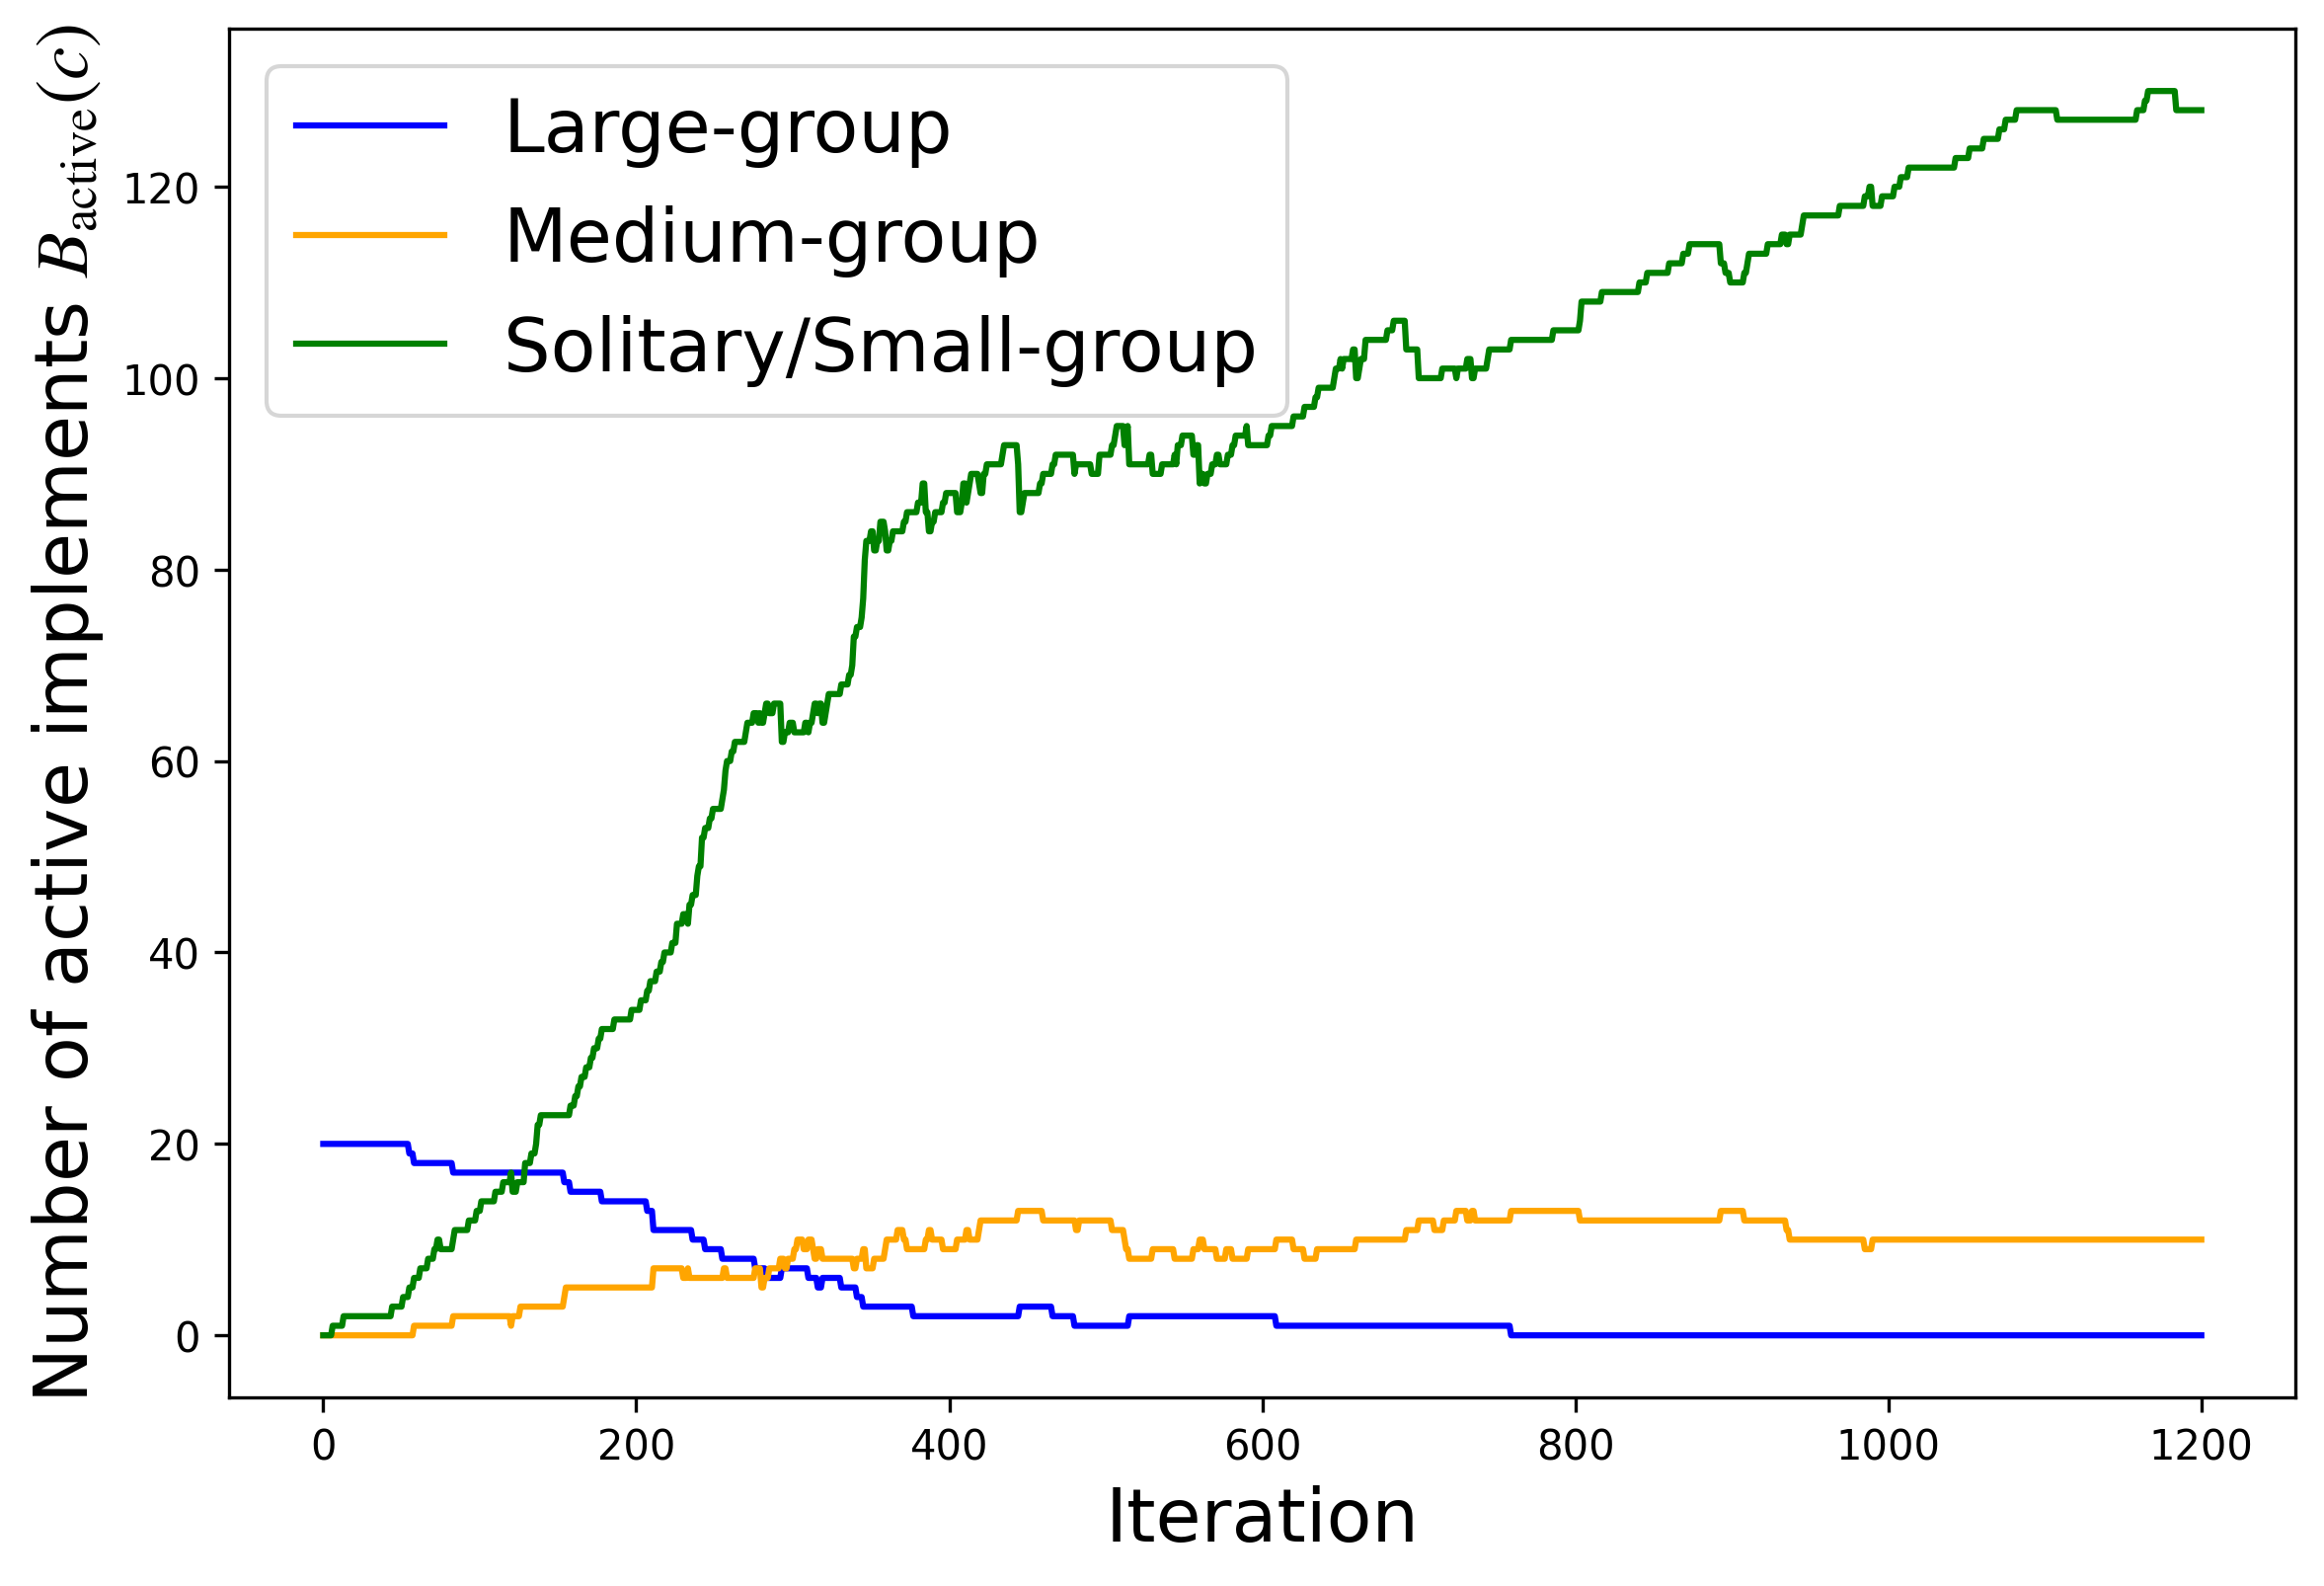 Number of active implements B_active(c)
120
100
80
60
40
20
0
Large-group
Medium-group
Solitary/Small-group
0 200 400 600 800 1000 1200
Iteration